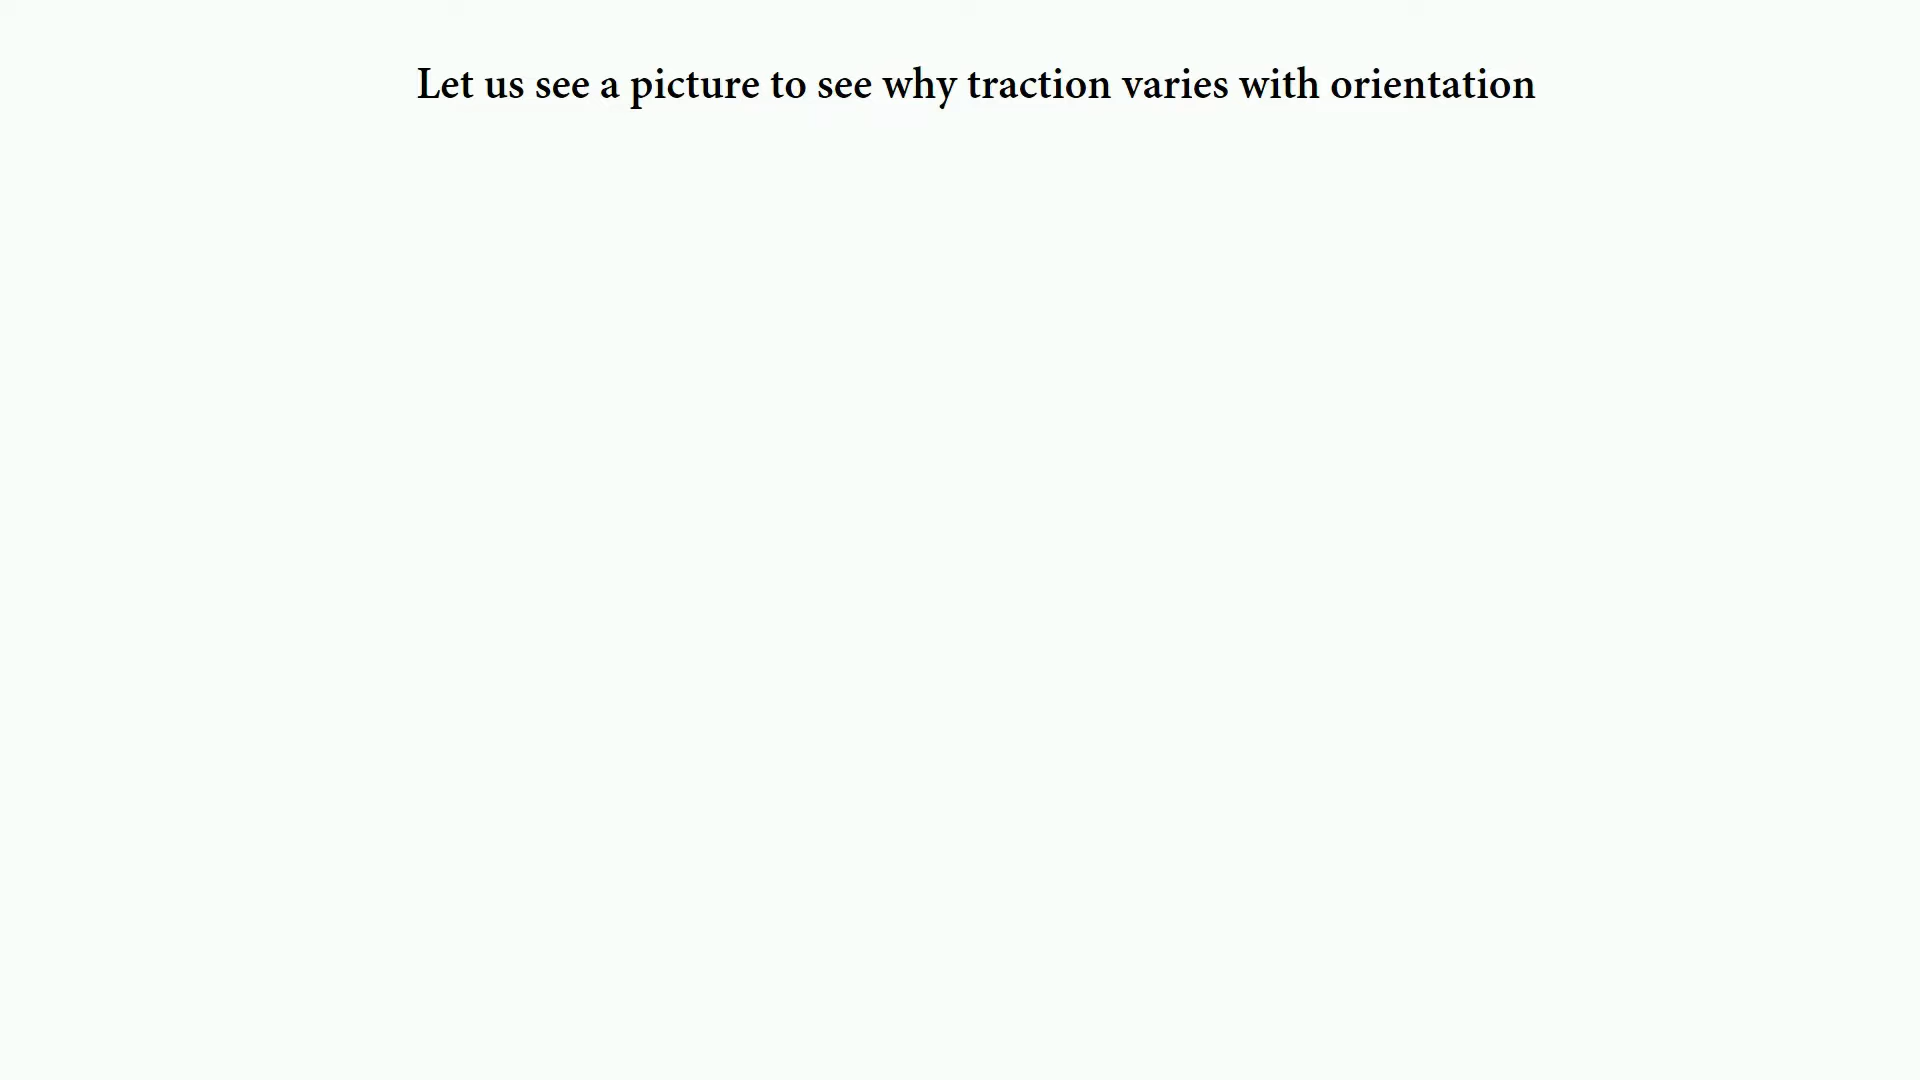 Let us see a picture to see why traction varies with orientation